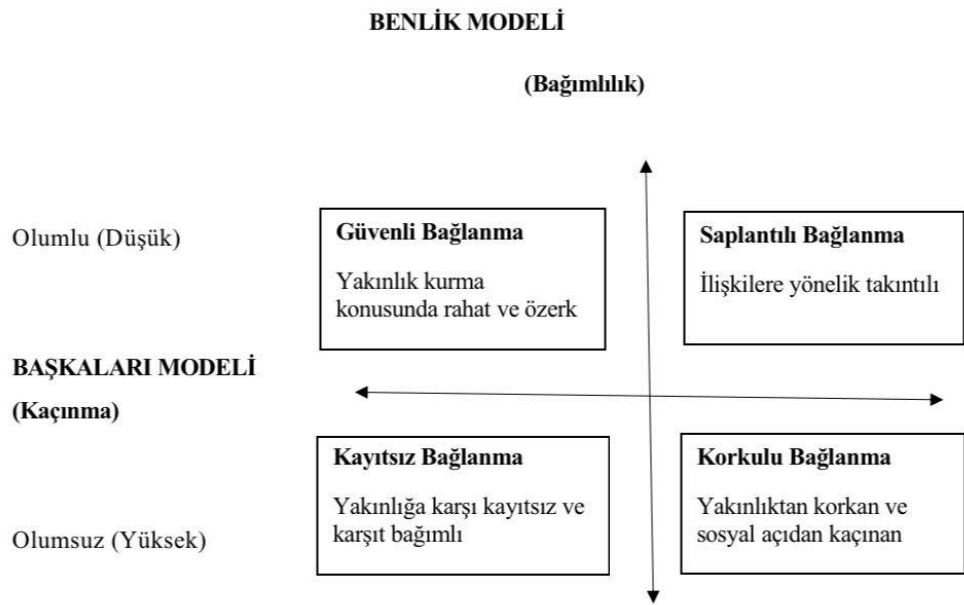 BENLİK MODELİ
(Bağımlılık)
Olumlu (Düşük)
Güvenli Bağlanma
Yakınlık kurma
konusunda rahat ve özerk
Saplantılı Bağlanma
İlişkilere yönelik takıntılı
BAŞKALARI MODELİ
(Kaçınma)
Olumsuz (Yüksek)
Kayıtsız Bağlanma
Yakınlığa karşı kayıtsız ve
karşıt bağımlı
Korkulu Bağlanma
Yakınlıktan korkan ve
sosyal açıdan kaçınan